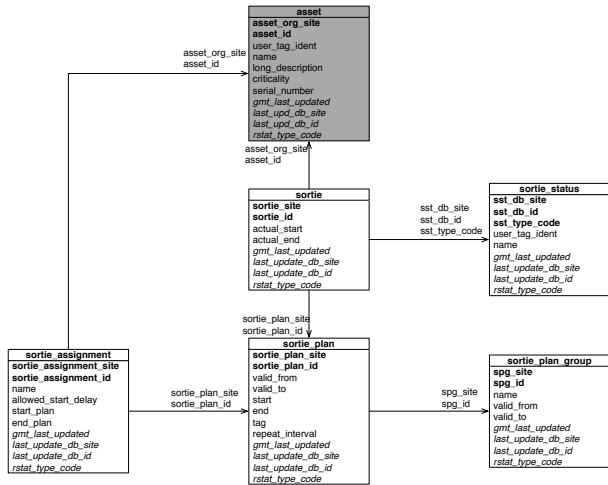 asset
asset_org_site
asset_id
user_tag_ident
name
long_description
criticality
serial_number
gmt_last_updated
last_upd_db_site
last_upd_db_id
rstat_type_code
asset_org_site
asset_id
asset_org_site
asset_id
sortie
sortie_site
sortie_id
actual_start
actual_end
gmt_last_updated
last_update_db_site
last_update_db_id
rstat_type_code
sst_db_site
sst_db_id
sst_type_code
sortie_status
sst_db_site
sst_db_id
sst_type_code
user_tag_ident
name
gmt_last_updated
last_update_db_site
last_update_db_id
rstat_type_code
sortie_plan_site
sortie_plan_id
sortie_assignment
sortie_assignment_site
sortie_assignment_id
name
allowed_start_delay
start_plan
end_plan
gmt_last_updated
last_update_db_site
last_update_db_id
rstat_type_code
sortie_plan_site
sortie_plan_id
sortie_plan
sortie_plan_site
sortie_plan_id
valid_from
valid_to
start
end
tag
repeat_interval
gmt_last_updated
last_update_db_site
last_update_db_id
rstat_type_code
spg_site
spg_id
sortie_plan_group
spg_site
spg_id
name
valid_from
valid_to
gmt_last_updated
last_update_db_site
last_update_db_id
rstat_type_code